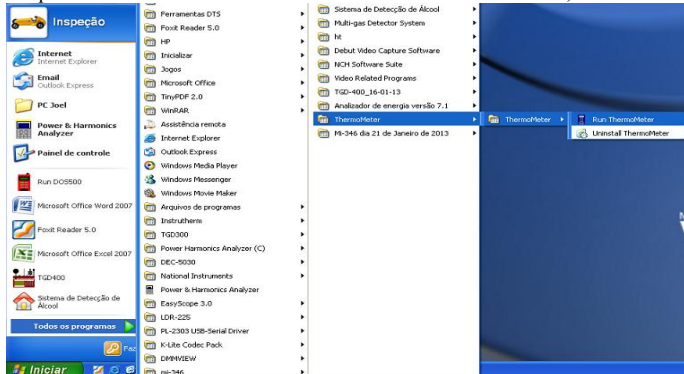 Inspeção
Internet
Internet Explorer
Email
Outlook Express
PC Joel
Power & Harmonics
Analyzer
Painel de controle
Run DOS500
Microsoft Office Word 2007
Foxit Reader 5.0
Microsoft Office Excel 2007
TGD400
Sistema de Detecção de
Álcool
Todos os programas
Faz
Iniciar
Ferramentas DTS
Foxit Reader 5.0
HP
Inicializar
Jogos
Microsoft Office
TinyPDF 2.0
WinRAR
Assistência remota
Internet Explorer
Outlook Express
Windows Media Player
Windows Messenger
Windows Movie Maker
Arquivos de programas
Instrutherm
TGD300
Power Harmonics Analyzer (C)
DEC-5030
National Instruments
Power & Harmonics Analyzer
EasyScope 3.0
LDR-225
PL-2303 USB-Serial Driver
K-Lite Codec Pack
DMMVIEW
mi-346
Sistema de Detecção de Álcool
Multi-gas Detector System
ht
Debut Video Capture Software
NCH Software Suite
Video Related Programs
TGD-400_16-01-13
Analizador de energia versão 7.1
ThermoMeter
Mi-346 dia 21 de Janeiro de 2013
ThermoMeter
Run ThermoMeter
Uninstall ThermoMeter